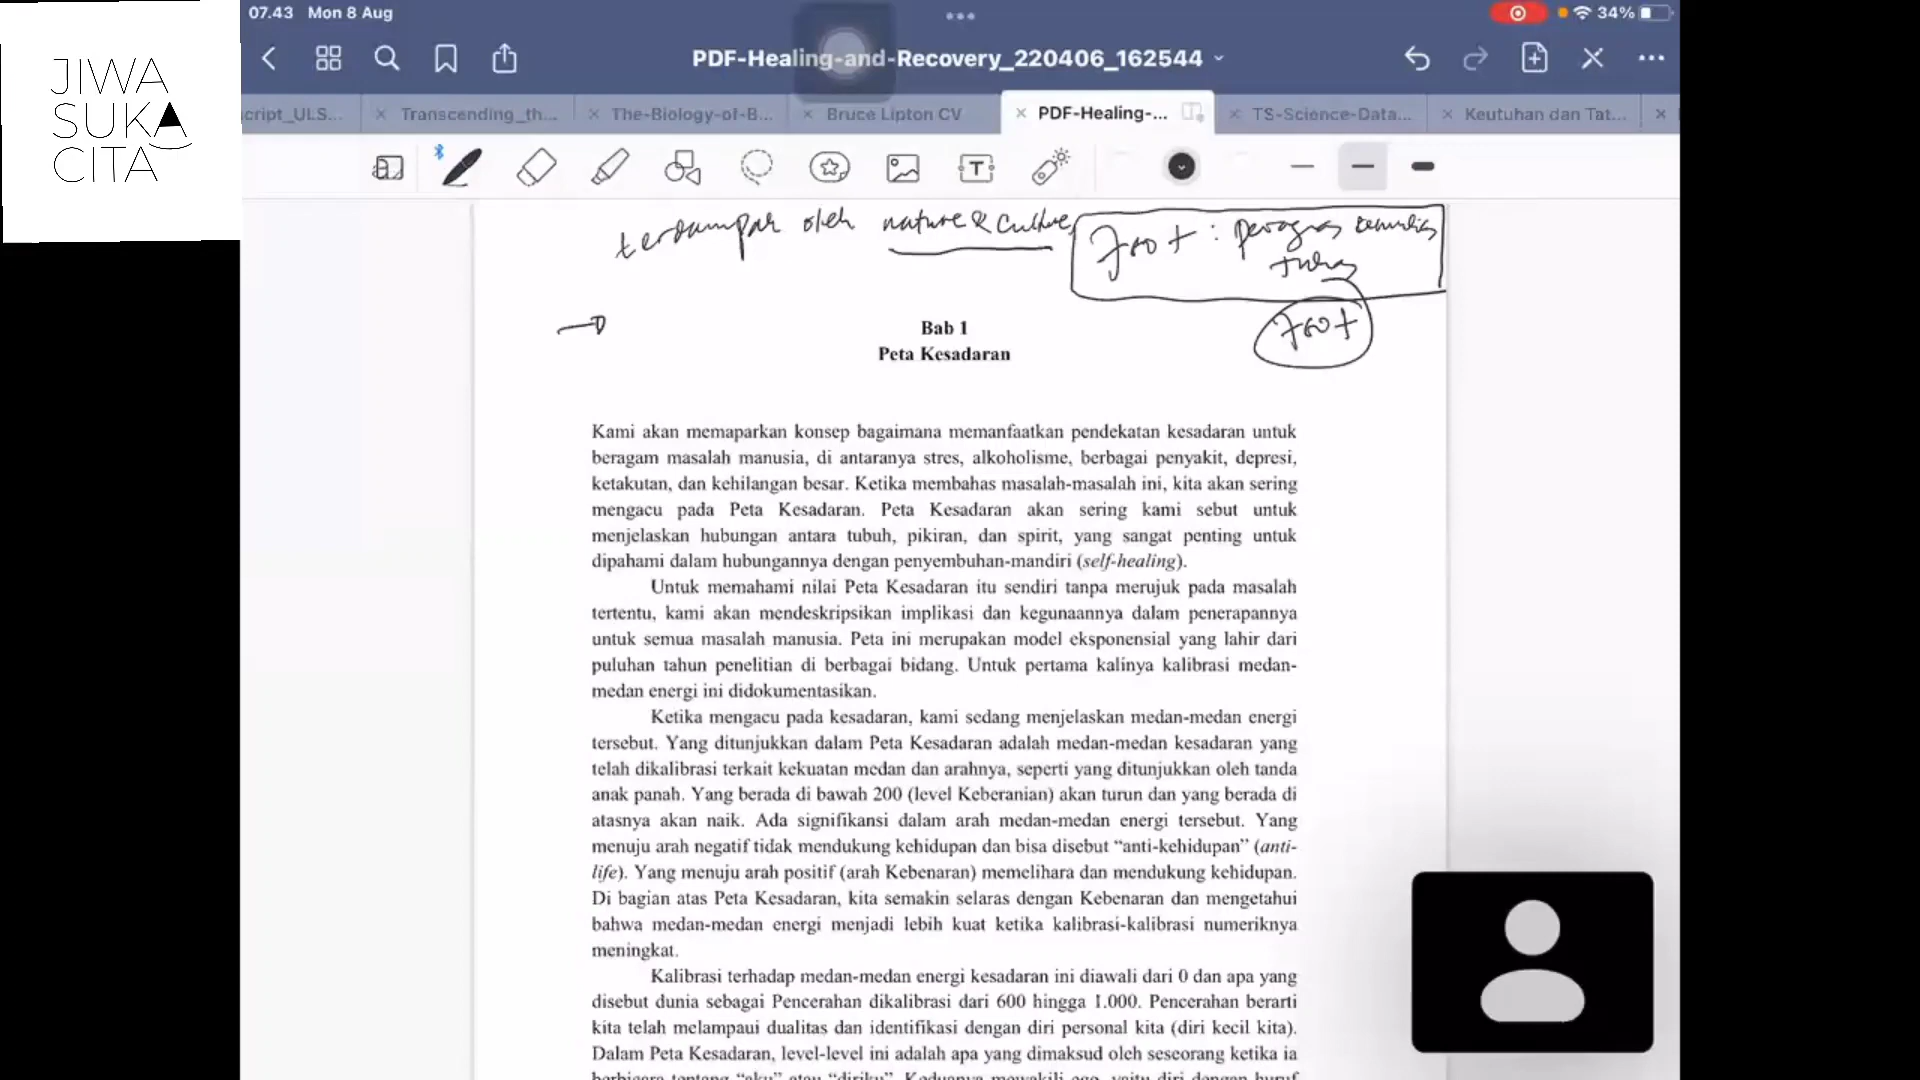 07.43 Mon 8 Aug
34%
JIWA
SUKA
CITA
PDF-Healing-and-Recovery_220406_162544
cript_ULS...
Transcending_th...
The-Biology-of-B...
Bruce Lipton CV
PDF-Healing-...
TS-Science-Data...
Keutuhan dan Tat...
terdampar oleh nature & culture
Bab 1
Peta Kesadaran
Kami akan memaparkan konsep bagaimana memanfaatkan pendekatan kesadaran untuk
beragam masalah manusia, di antaranya stres, alkoholisme, berbagai penyakit, depresi,
ketakutan, dan kehilangan besar. Ketika membahas masalah-masalah ini, kita akan sering
mengacu pada Peta Kesadaran. Peta Kesadaran akan sering kami sebut untuk
menjelaskan hubungan antara tubuh, pikiran, dan spirit, yang sangat penting untuk
dipahami dalam hubungannya dengan penyembuhan-mandiri (self-healing).
Untuk memahami nilai Peta Kesadaran itu sendiri tanpa merujuk pada masalah
tertentu, kami akan mendeskripsikan implikasi dan kegunaannya dalam penerapannya
untuk semua masalah manusia. Peta ini merupakan model eksponensial yang lahir dari
puluhan tahun penelitian di berbagai bidang. Untuk pertama kalinya kalibrasi medan-
medan energi ini didokumentasikan.
Ketika mengacu pada kesadaran, kami sedang menjelaskan medan-medan energi
tersebut. Yang ditunjukkan dalam Peta Kesadaran adalah medan-medan kesadaran yang
telah dikalibrasi terkait kekuatan medan dan arahnya, seperti yang ditunjukkan oleh tanda
anak panah. Yang berada di bawah 200 (level Keberanian) akan turun dan yang berada di
atasnya akan naik. Ada signifikansi dalam arah medan-medan energi tersebut. Yang
menuju arah negatif tidak mendukung kehidupan dan bisa disebut “anti-kehidupan” (anti-
life). Yang menuju arah positif (arah Kebenaran) memelihara dan mendukung kehidupan.
Di bagian atas Peta Kesadaran, kita semakin selaras dengan Kebenaran dan mengetahui
bahwa medan-medan energi menjadi lebih kuat ketika kalibrasi-kalibrasi numeriknya
meningkat.
Kalibrasi terhadap medan-medan energi kesadaran ini diawali dari 0 dan apa yang
disebut dunia sebagai Pencerahan dikalibrasi dari 600 hingga 1.000. Pencerahan berarti
kita telah melampaui dualitas dan identifikasi dengan diri personal kita (diri kecil kita).
Dalam Peta Kesadaran, level-level ini adalah apa yang dimaksud oleh seseorang ketika ia
berbicara tentang “aku” atau “diriku”. Keduanya mewakili ego, yaitu diri dengan huruf